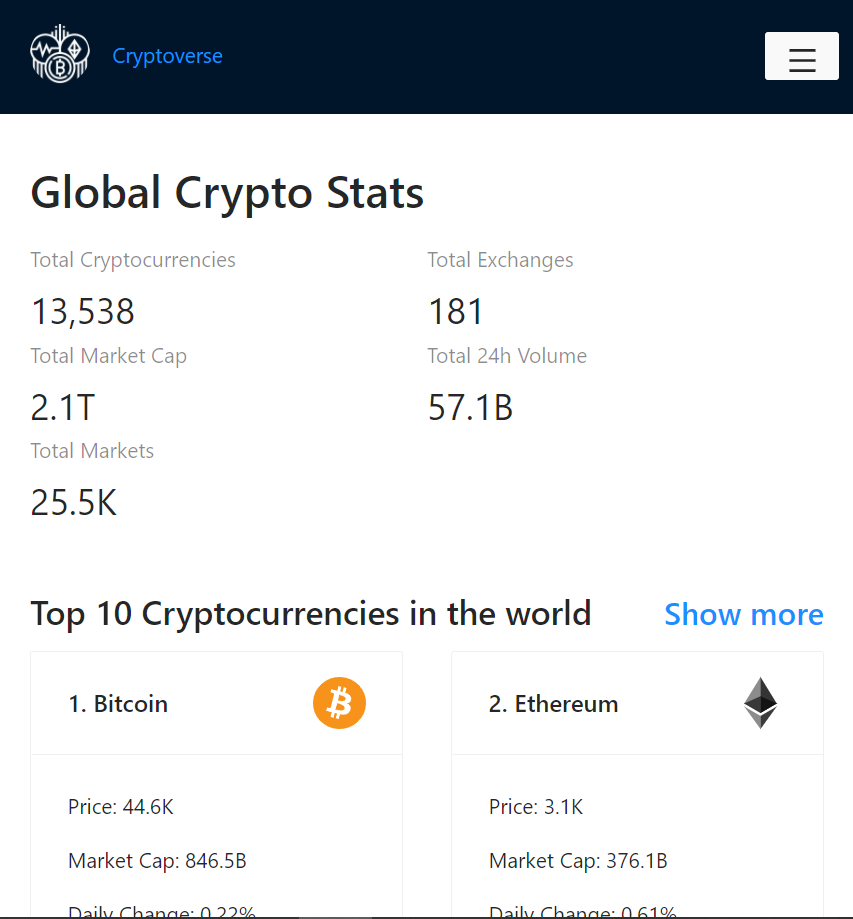 Cryptoverse
Global Crypto Stats
Total Cryptocurrencies
13,538
Total Exchanges
181
Total Market Cap
2.1T
Total 24h Volume
57.1B
Total Markets
25.5K
Top 10 Cryptocurrencies in the world
Show more
1. Bitcoin
Price: 44.6K
Market Cap: 846.5B
Daily Change: 0.22%
2. Ethereum
Price: 3.1K
Market Cap: 376.1B
Daily Change: 0.61%